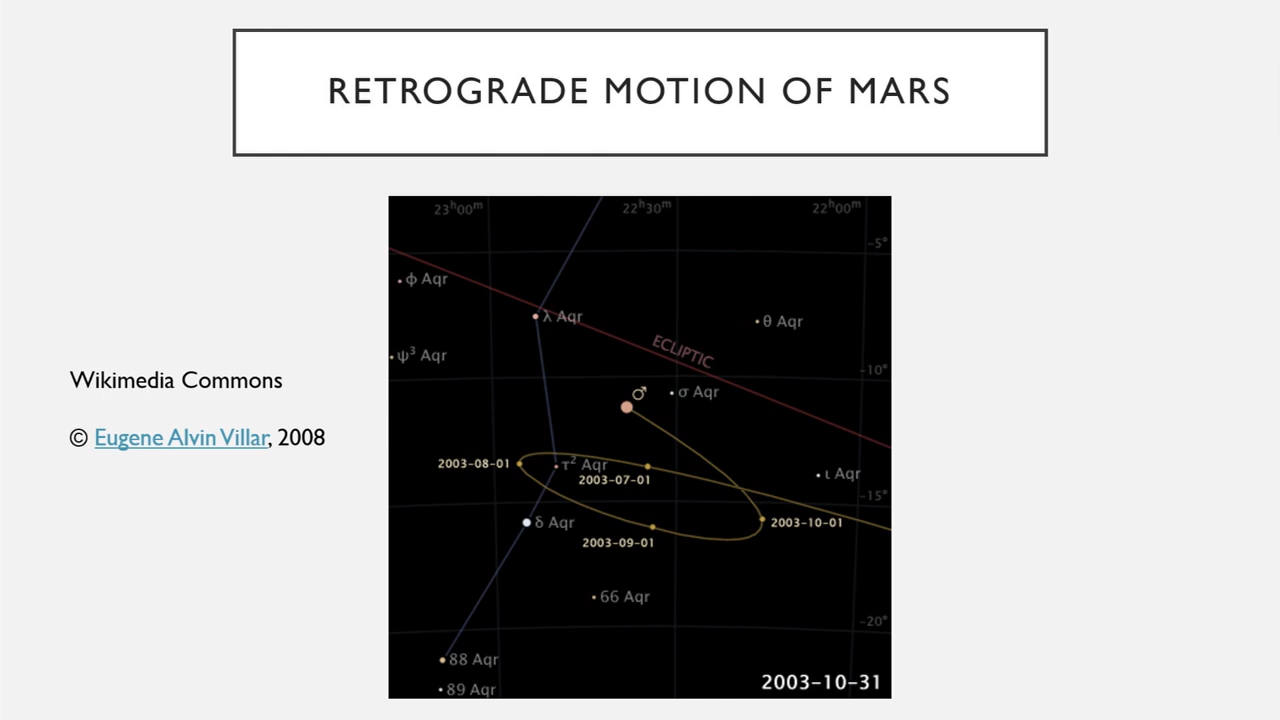 RETROGRADE MOTION OF MARS
23ʰ00ᵐ 22ʰ30ᵐ 22ʰ00ᵐ
-5°
φ Aqr
λ Aqr
θ Aqr
ECLIPTIC
ψ³ Aqr
-10°
♂
σ Aqr
Wikimedia Commons
© Eugene Alvin Villar, 2008
2003-08-01
τ² Aqr
2003-07-01
ι Aqr
-15°
δ Aqr
2003-10-01
2003-09-01
66 Aqr
-20°
88 Aqr
89 Aqr
2003-10-31